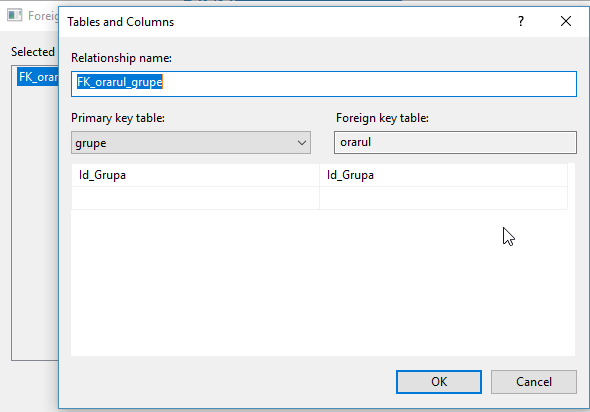 Foreig
Tables and Columns
?
Selected
FK_orar
Relationship name:
FK_orarul_grupe
Primary key table:
Foreign key table:
grupe
orarul
Id_Grupa
Id_Grupa
OK
Cancel